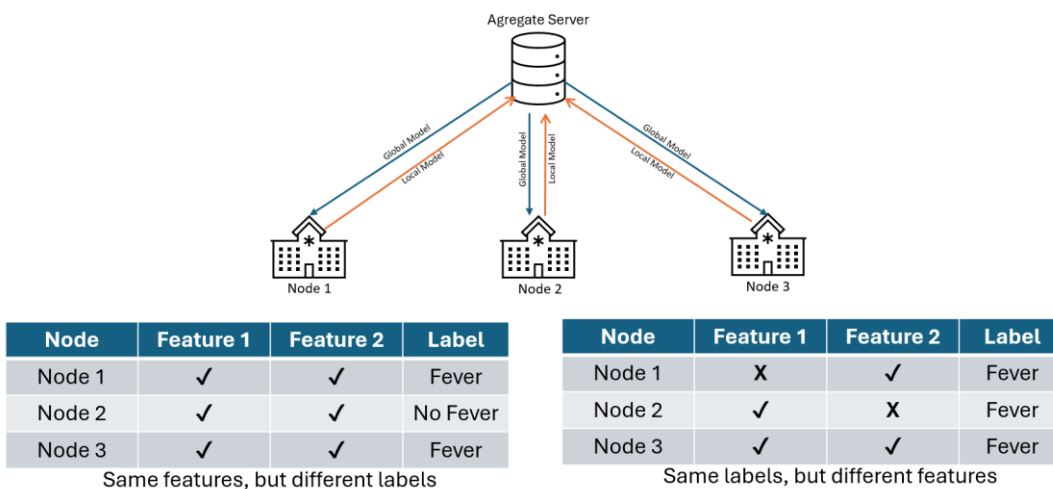 Agregate Server
Global Model
Local Model
Global Model
Local Model
Global Model
Local Model
Node 1
Node 2
Node 3
Node Feature 1 Feature 2 Label
Node 1 ✓ ✓ Fever
Node 2 ✓ ✓ No Fever
Node 3 ✓ ✓ Fever
Same features, but different labels
Node Feature 1 Feature 2 Label
Node 1 X ✓ Fever
Node 2 ✓ X Fever
Node 3 ✓ ✓ Fever
Same labels, but different features